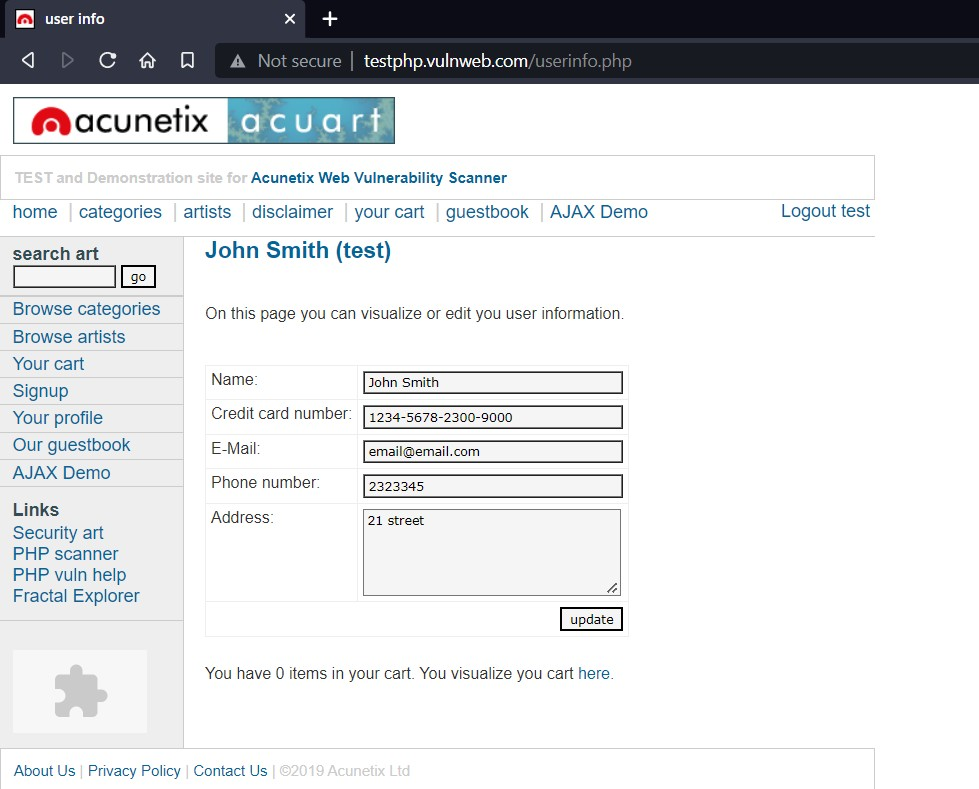 user info
Not secure testphp.vulnweb.com/userinfo.php
acunetix acuart
TEST and Demonstration site for Acunetix Web Vulnerability Scanner
home | categories | artists | disclaimer | your cart | guestbook | AJAX Demo Logout test
search art
go
Browse categories
Browse artists
Your cart
Signup
Your profile
Our guestbook
AJAX Demo
Links
Security art
PHP scanner
PHP vuln help
Fractal Explorer
John Smith (test)
On this page you can visualize or edit you user information.
Name: John Smith
Credit card number: 1234-5678-2300-9000
E-Mail: email@email.com
Phone number: 2323345
Address: 21 street
update
You have 0 items in your cart. You visualize you cart here.
About Us | Privacy Policy | Contact Us | ©2019 Acunetix Ltd